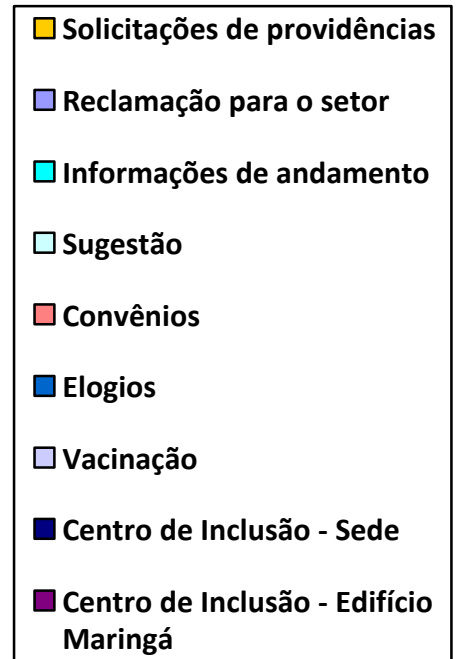 Solicitações de providências
Reclamação para o setor
Informações de andamento
Sugestão
Convênios
Elogios
Vacinação
Centro de Inclusão - Sede
Centro de Inclusão - Edifício
Maringá